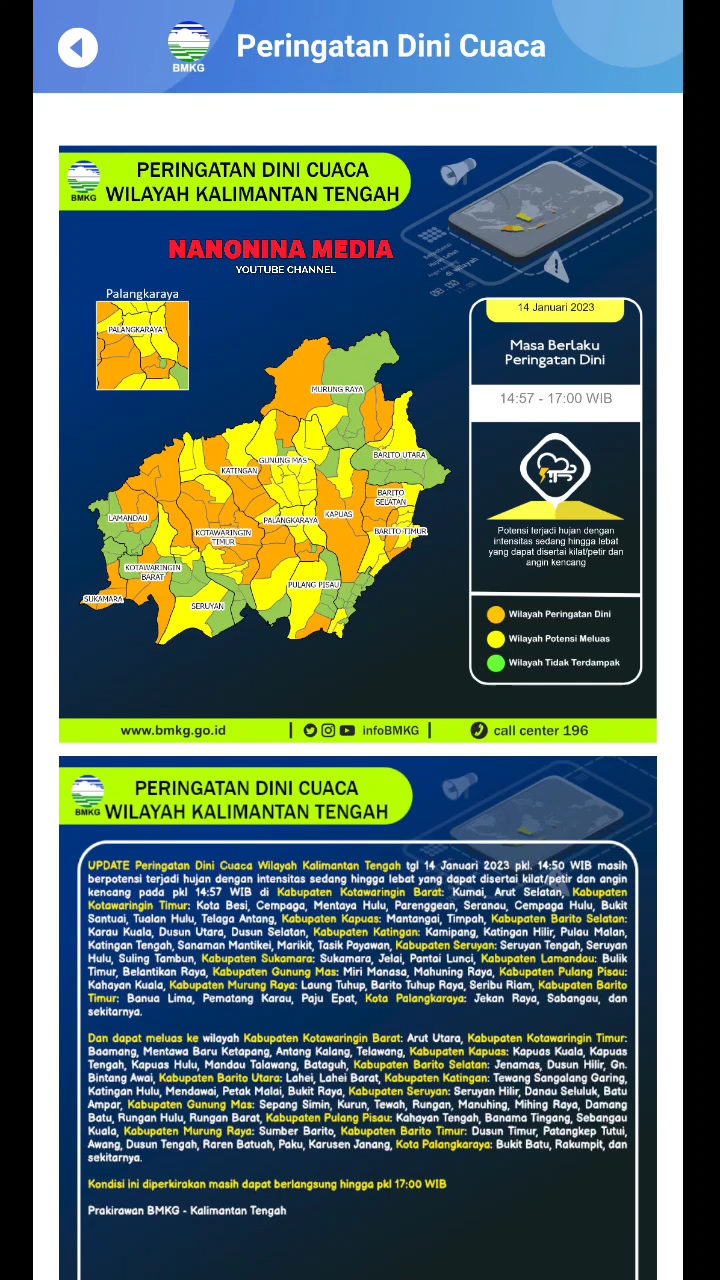 BMKG
Peringatan Dini Cuaca
BMKG
PERINGATAN DINI CUACA
WILAYAH KALIMANTAN TENGAH
NANONINA MEDIA
YOUTUBE CHANNEL
Palangkaraya
PALANGKARAYA
MURUNG RAYA
GUNUNG MAS
BARITO UTARA
KATINGAN
BARITO
SELATAN
LAMANDAU
KAPUAS
PALANGKARAYA
KOTAWARINGIN
TIMUR
BARITO TIMUR
KOTAWARINGIN
BARAT
PULANG PISAU
SUKAMARA
SERUYAN
14 Januari 2023
Masa Berlaku
Peringatan Dini
14:57 - 17:00 WIB
Potensi terjadi hujan dengan
intensitas sedang hingga lebat
yang dapat disertai kilat/petir dan
angin kencang
Wilayah Peringatan Dini
Wilayah Potensi Meluas
Wilayah Tidak Terdampak
www.bmkg.go.id
infoBMKG
call center 196
BMKG
PERINGATAN DINI CUACA
WILAYAH KALIMANTAN TENGAH
UPDATE Peringatan Dini Cuaca Wilayah Kalimantan Tengah tgl 14 Januari 2023 pkl. 14:50 WIB masih
berpotensi terjadi hujan dengan intensitas sedang hingga lebat yang dapat disertai kilat/petir dan angin
kencang pada pkl 14:57 WIB di Kabupaten Kotawaringin Barat: Kumai, Arut Selatan, Kabupaten
Kotawaringin Timur: Kota Besi, Cempaga, Mentaya Hulu, Parenggean, Seranau, Cempaga Hulu, Bukit
Santuai, Tualan Hulu, Telaga Antang, Kabupaten Kapuas: Mantangai, Timpah, Kabupaten Barito Selatan:
Karau Kuala, Dusun Utara, Dusun Selatan, Kabupaten Katingan: Kamipang, Katingan Hilir, Pulau Malan,
Katingan Tengah, Sanaman Mantikei, Marikit, Tasik Payawan, Kabupaten Seruyan: Seruyan Tengah, Seruyan
Hulu, Suling Tambun, Kabupaten Sukamara: Sukamara, Jelai, Pantai Lunci, Kabupaten Lamandau: Bulik
Timur, Belantikan Raya, Kabupaten Gunung Mas: Miri Manasa, Mahuning Raya, Kabupaten Pulang Pisau:
Kahayan Kuala, Kabupaten Murung Raya: Laung Tuhup, Barito Tuhup Raya, Seribu Riam, Kabupaten Barito
Timur: Banua Lima, Pematang Karau, Paju Epat, Kota Palangkaraya: Jekan Raya, Sabangau, dan
sekitarnya.
Dan dapat meluas ke wilayah Kabupaten Kotawaringin Barat: Arut Utara, Kabupaten Kotawaringin Timur:
Baamang, Mentawa Baru Ketapang, Antang Kalang, Telawang, Kabupaten Kapuas: Kapuas Kuala, Kapuas
Tengah, Kapuas Hulu, Mandau Talawang, Bataguh, Kabupaten Barito Selatan: Jenamas, Dusun Hilir, Gn.
Bintang Awai, Kabupaten Barito Utara: Lahei, Lahei Barat, Kabupaten Katingan: Tewang Sangalang Garing,
Katingan Hulu, Mendawai, Petak Malai, Bukit Raya, Kabupaten Seruyan: Seruyan Hilir, Danau Seluluk, Batu
Ampar, Kabupaten Gunung Mas: Sepang Simin, Kurun, Tewah, Rungan, Manuhing, Mihing Raya, Damang
Batu, Rungan Hulu, Rungan Barat, Kabupaten Pulang Pisau: Kahayan Tengah, Banama Tingang, Sebangau
Kuala, Kabupaten Murung Raya: Sumber Barito, Kabupaten Barito Timur: Dusun Timur, Patangkep Tutui,
Awang, Dusun Tengah, Raren Batuah, Paku, Karusen Janang, Kota Palangkaraya: Bukit Batu, Rakumpit, dan
sekitarnya.
Kondisi ini diperkirakan masih dapat berlangsung hingga pkl 17:00 WIB
Prakirawan BMKG - Kalimantan Tengah